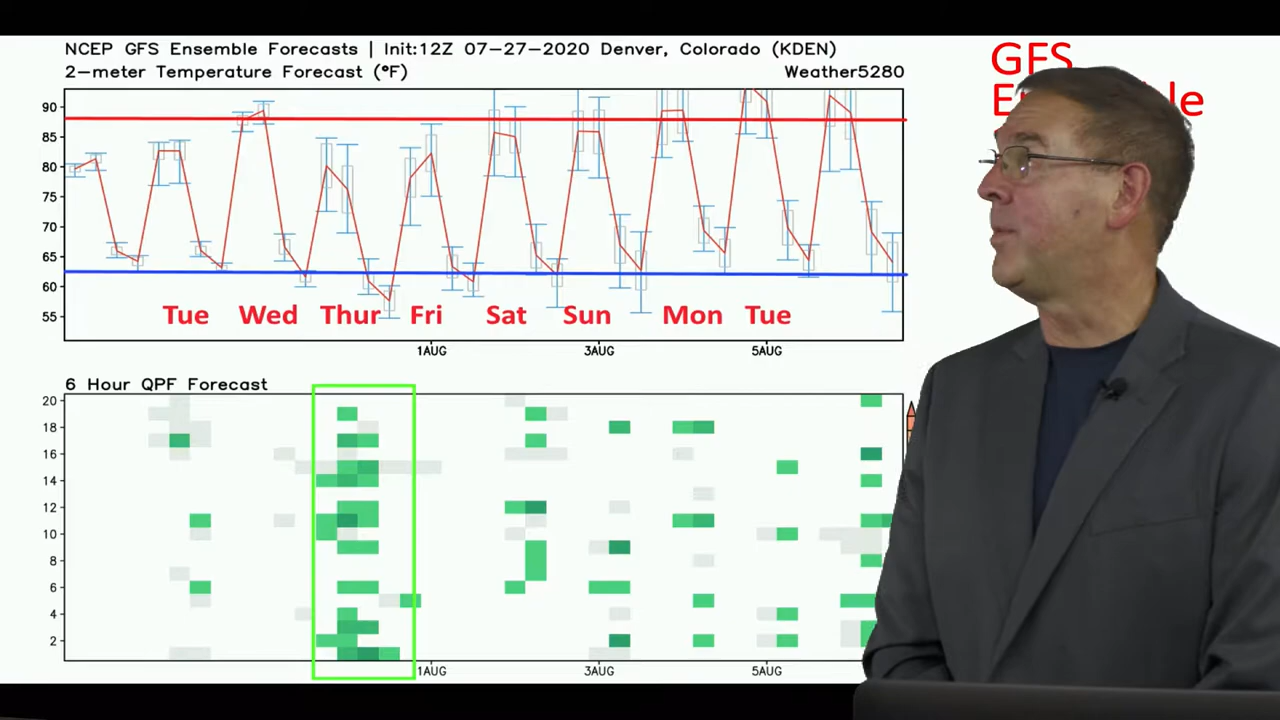 NCEP GFS Ensemble Forecasts | Init:12Z 07-27-2020 Denver, Colorado (KDEN)
2-meter Temperature Forecast (°F)
Weather5280
GFS
90
85
80
75
70
65
60
55
Tue Wed Thur Fri Sat Sun Mon Tue
1AUG 3AUG 5AUG
6 Hour QPF Forecast
20
18
16
14
12
10
8
6
4
2
1AUG 3AUG 5AUG